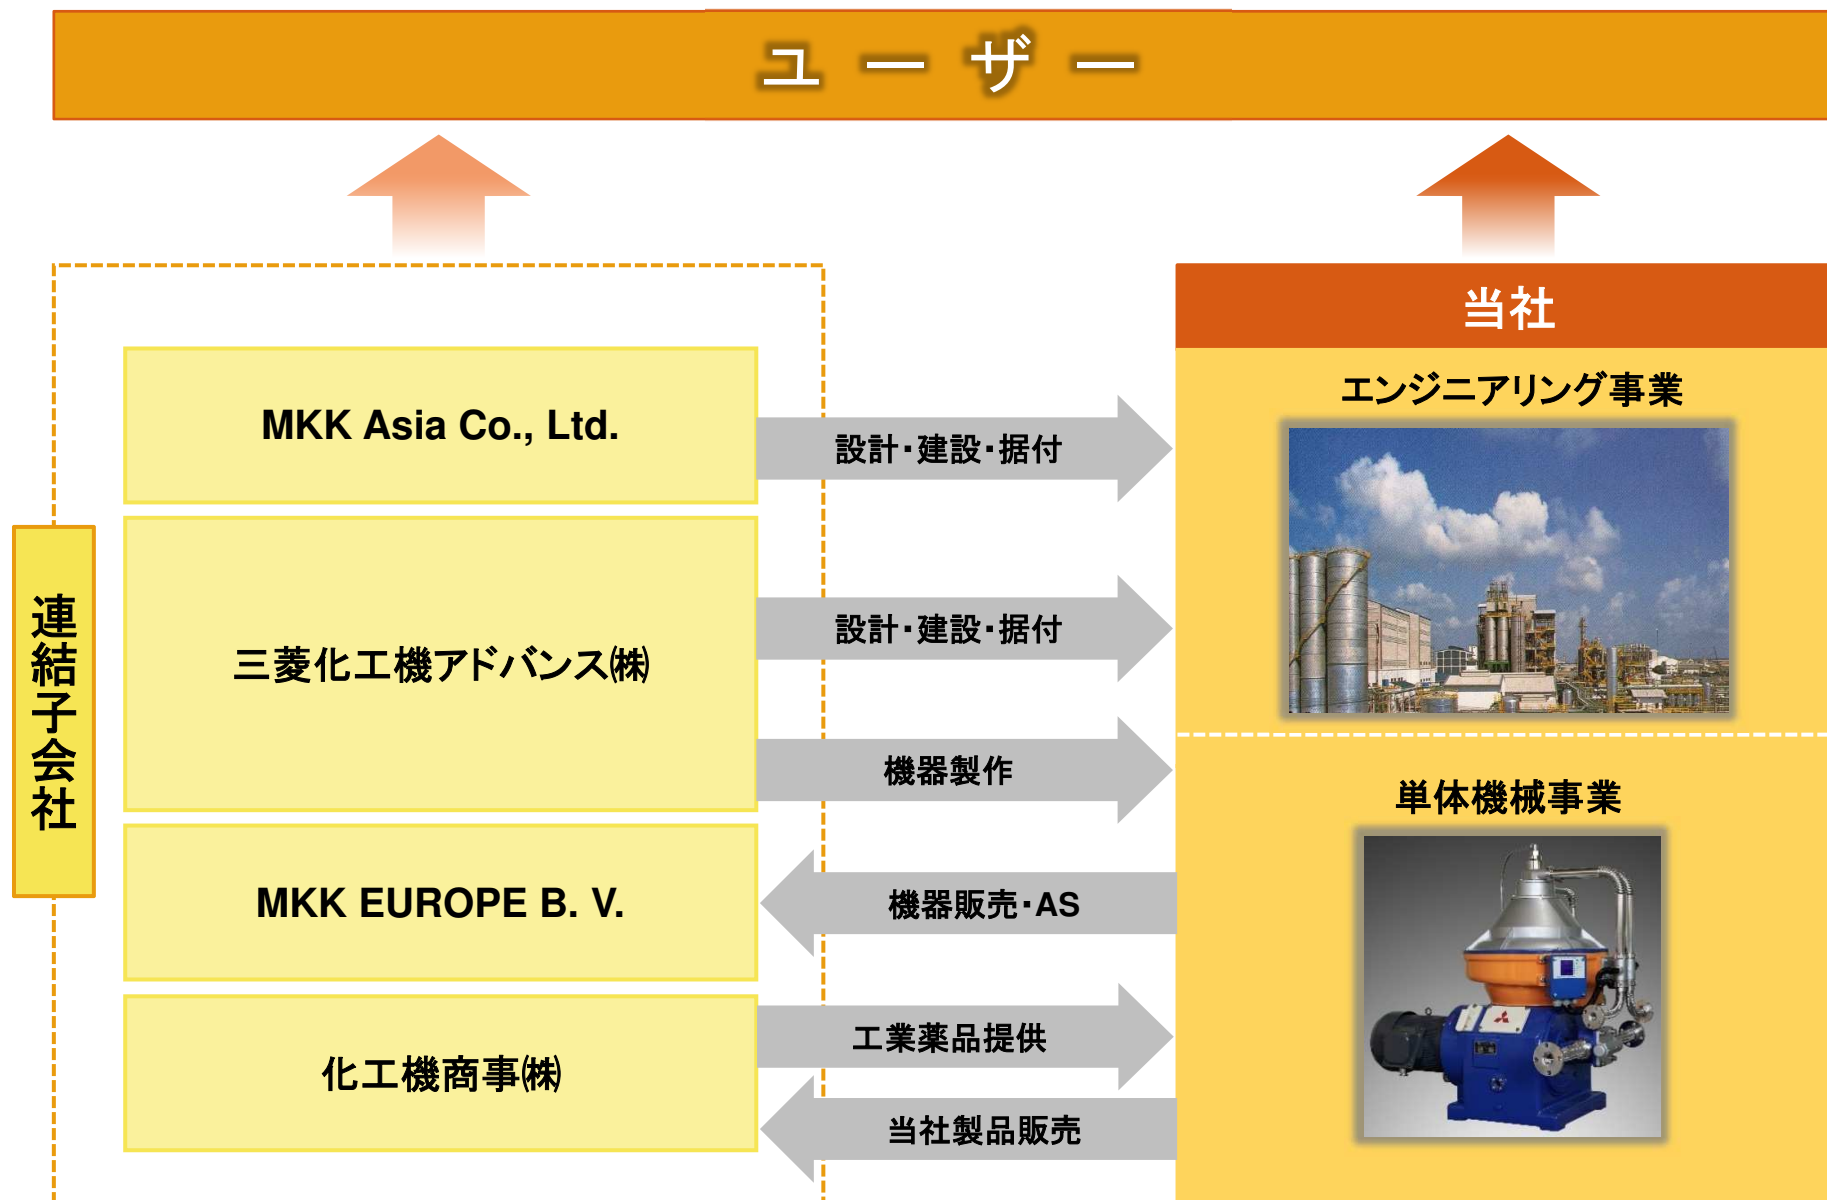 ユーザー
当社
エンジニアリング事業
MKK Asia Co., Ltd.
設計・建設・据付
三菱化工機アドバンス㈱
設計・建設・据付
機器製作
連結子会社
単体機械事業
MKK EUROPE B. V.
機器販売・AS
化工機商事㈱
工業薬品提供
当社製品販売